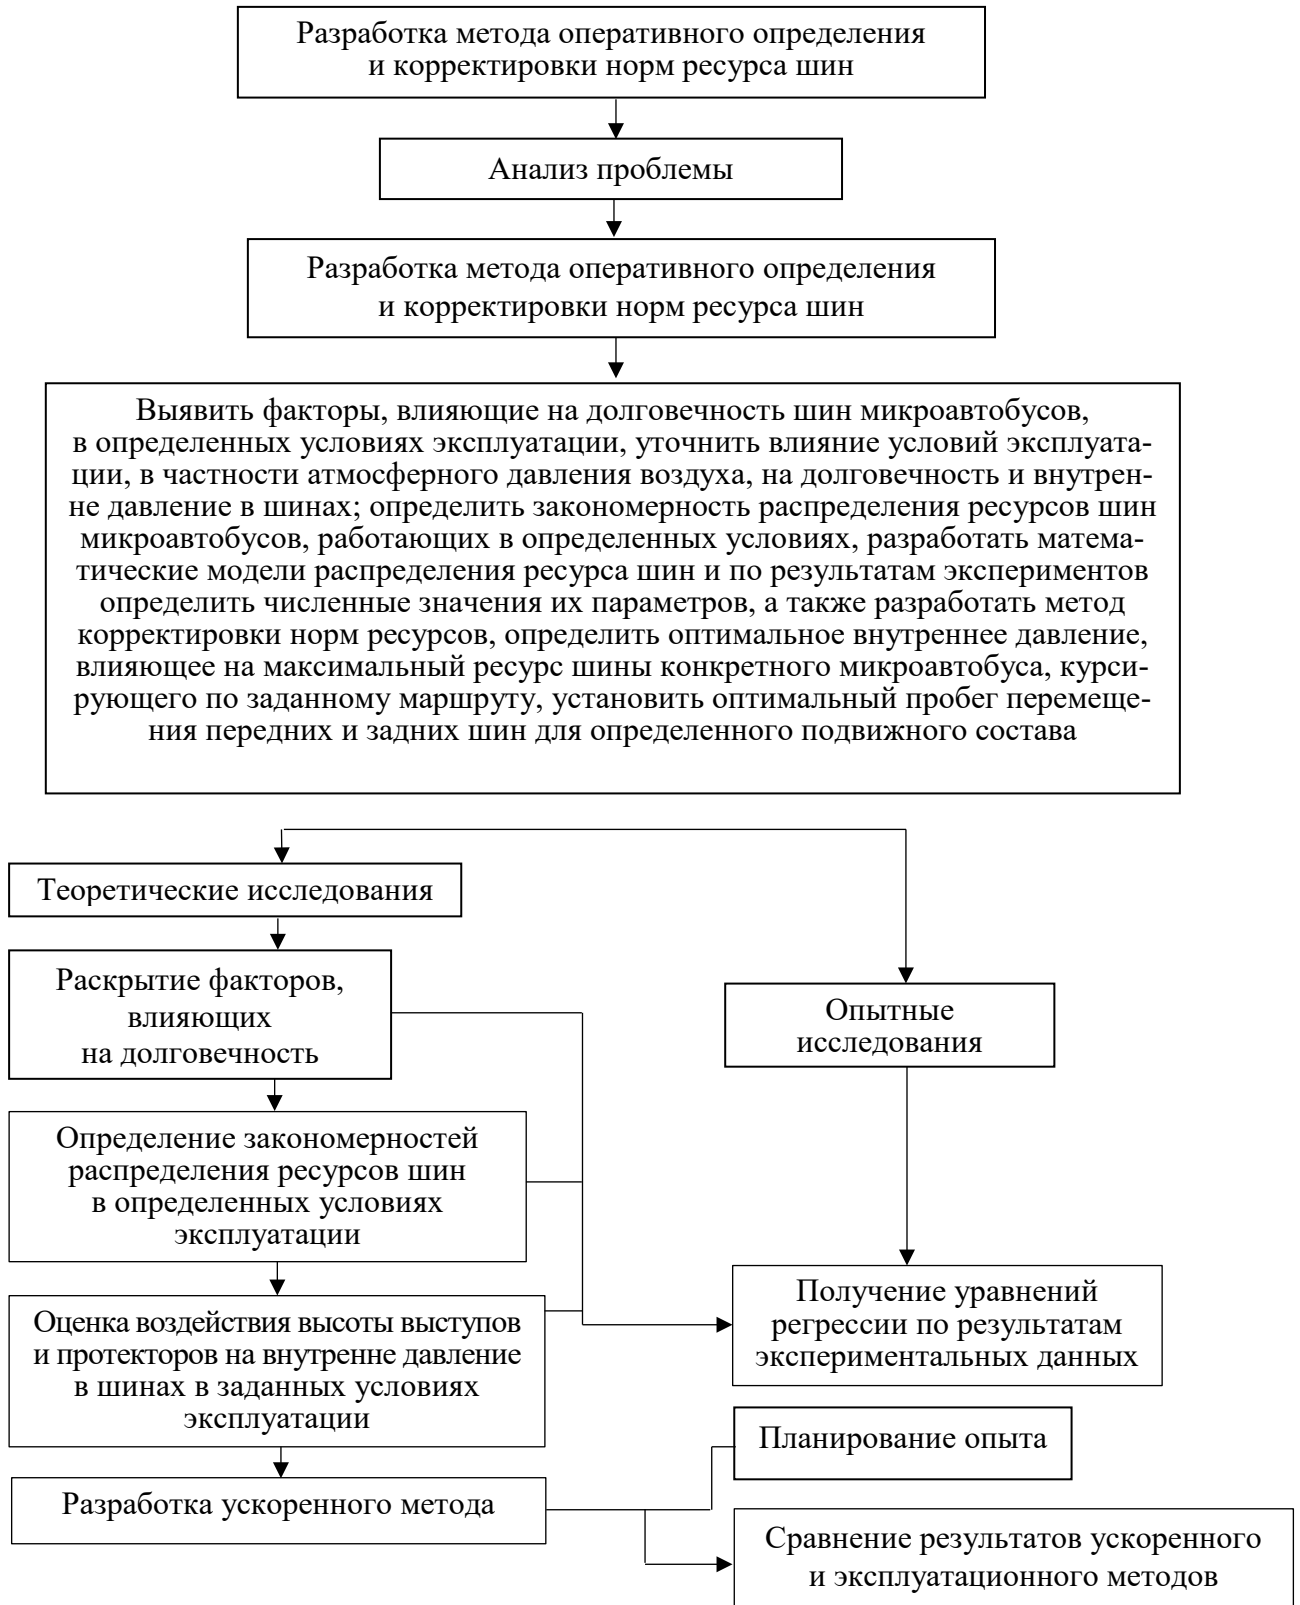 Разработка метода оперативного определения
и корректировки норм ресурса шин
Анализ проблемы
Разработка метода оперативного определения
и корректировки норм ресурса шин
Выявить факторы, влияющие на долговечность шин микроавтобусов,
в определенных условиях эксплуатации, уточнить влияние условий эксплуата-
ции, в частности атмосферного давления воздуха, на долговечность и внутрен-
не давление в шинах; определить закономерность распределения ресурсов шин
микроавтобусов, работающих в определенных условиях, разработать матема-
тические модели распределения ресурса шин и по результатам экспериментов
определить численные значения их параметров, а также разработать метод
корректировки норм ресурсов, определить оптимальное внутреннее давление,
влияющее на максимальный ресурс шины конкретного микроавтобуса, курси-
рующего по заданному маршруту, установить оптимальный пробег перемеще-
ния передних и задних шин для определенного подвижного состава
Теоретические исследования
Раскрытие факторов,
влияющих
на долговечность
Опытные
исследования
Определение закономерностей
распределения ресурсов шин
в определенных условиях
эксплуатации
Получение уравнений
регрессии по результатам
экспериментальных данных
Оценка воздействия высоты выступов
и протекторов на внутренне давление
в шинах в заданных условиях
эксплуатации
Планирование опыта
Разработка ускоренного метода
Сравнение результатов ускоренного
и эксплуатационного методов